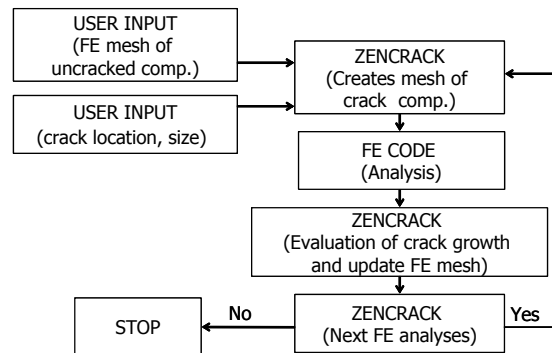 USER INPUT
(FE mesh of
uncracked comp.)
ZENCRACK
(Creates mesh of
crack comp.)
USER INPUT
(crack location, size)
FE CODE
(Analysis)
ZENCRACK
(Evaluation of crack growth
and update FE mesh)
ZENCRACK
(Next FE analyses)
No
Yes
STOP